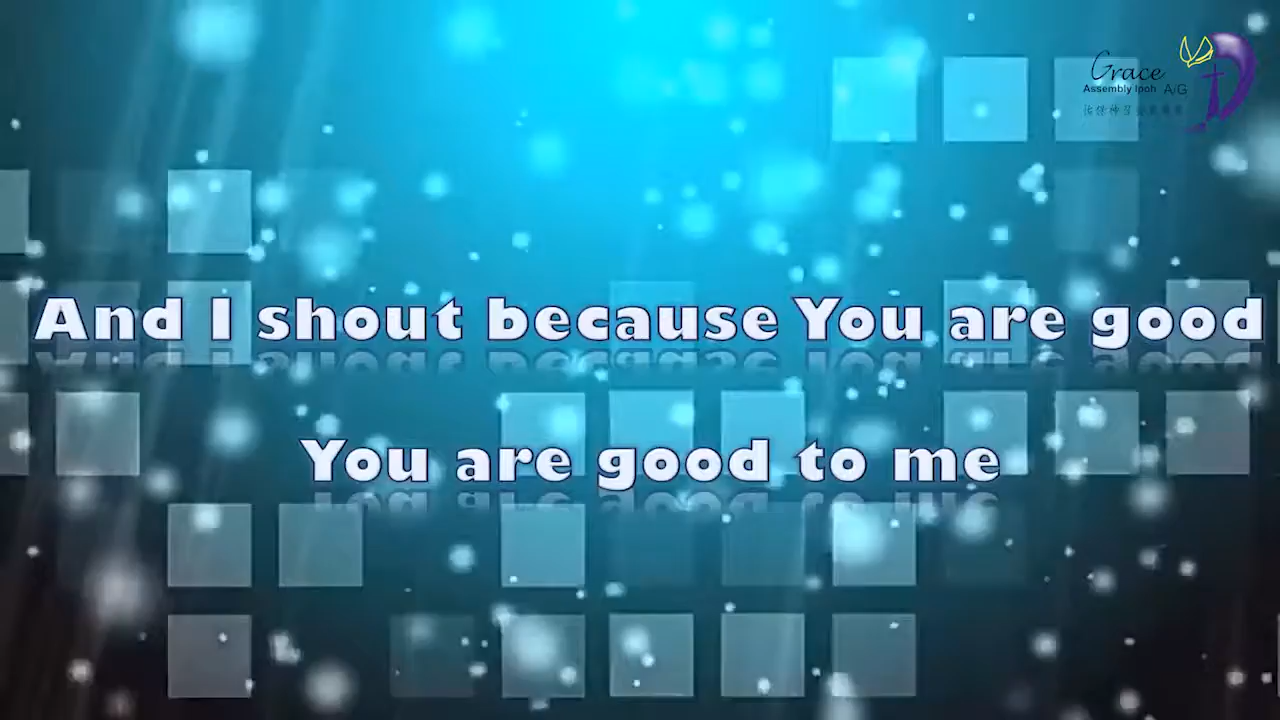 Grace
Assembly Ipoh A/G
And I shout because You are good
You are good to me